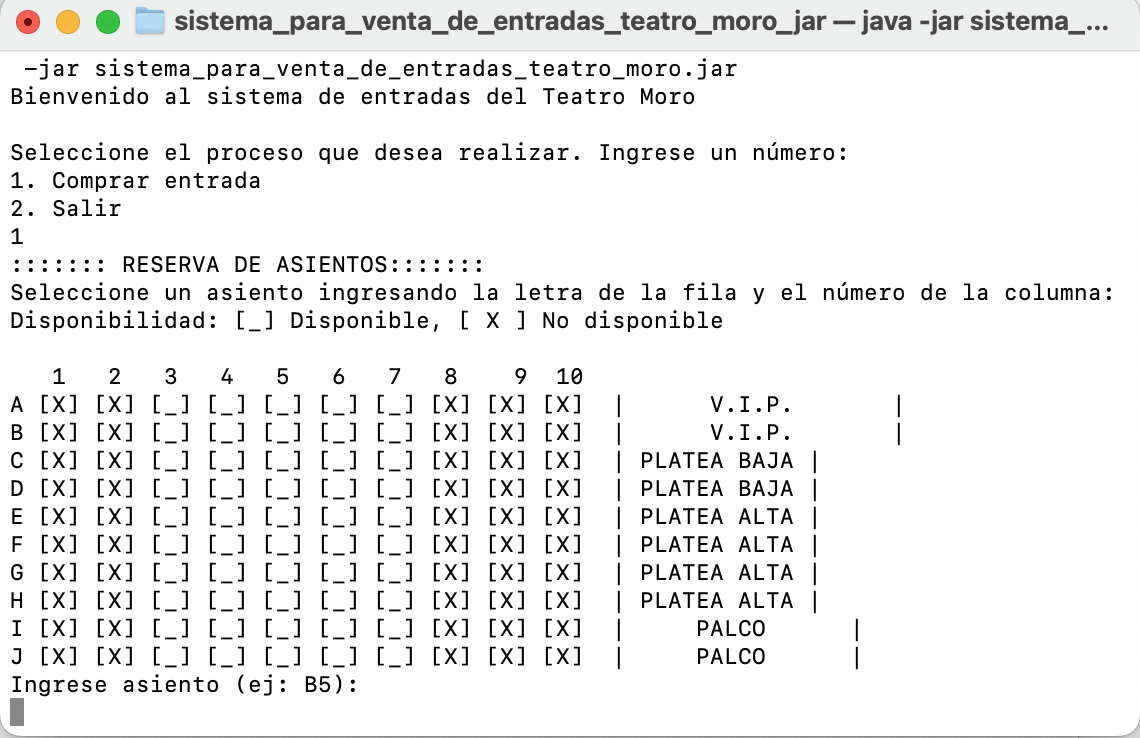 sistema_para_venta_de_entradas_teatro_moro_jar — java -jar sistema_...
-jar sistema_para_venta_de_entradas_teatro_moro.jar
Bienvenido al sistema de entradas del Teatro Moro
Seleccione el proceso que desea realizar. Ingrese un número:
1. Comprar entrada
2. Salir
1
::::::: RESERVA DE ASIENTOS:::::::
Seleccione un asiento ingresando la letra de la fila y el número de la columna:
Disponibilidad: [_] Disponible, [ X ] No disponible
1 2 3 4 5 6 7 8 9 10
A [X] [X] [_] [_] [_] [_] [_] [X] [X] [X] | V.I.P. |
B [X] [X] [_] [_] [_] [_] [_] [X] [X] [X] | V.I.P. |
C [X] [X] [_] [_] [_] [_] [_] [X] [X] [X] | PLATEA BAJA |
D [X] [X] [_] [_] [_] [_] [_] [X] [X] [X] | PLATEA BAJA |
E [X] [X] [_] [_] [_] [_] [_] [X] [X] [X] | PLATEA ALTA |
F [X] [X] [_] [_] [_] [_] [_] [X] [X] [X] | PLATEA ALTA |
G [X] [X] [_] [_] [_] [_] [_] [X] [X] [X] | PLATEA ALTA |
H [X] [X] [_] [_] [_] [_] [_] [X] [X] [X] | PLATEA ALTA |
I [X] [X] [_] [_] [_] [_] [_] [X] [X] [X] | PALCO |
J [X] [X] [_] [_] [_] [_] [_] [X] [X] [X] | PALCO |
Ingrese asiento (ej: B5):